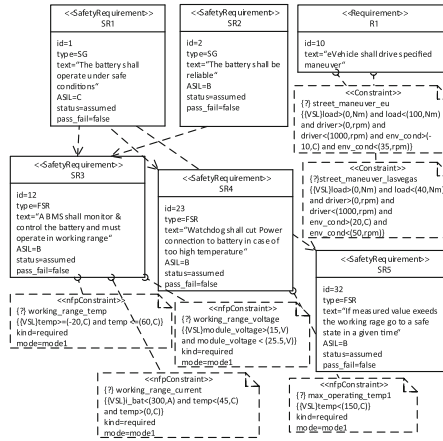 <<SafetyRequirement>>
SR1
id=1
type=SG
text="The battery shall
operate under safe
conditions"
ASIL=C
status=assumed
pass_fail=false
<<SafetyRequirement>>
SR2
id=2
type=SG
text="The battery shall be
reliable"
ASIL=B
status=assumed
pass_fail=false
<<Requirement>>
R1
id=10
text="eVehicle shall drive specified
maneuver"
<<Constraint>>
{?} street_maneuver_eu
{{VSL}load>(0,Nm) and load<(100,Nm)
and driver>(0,rpm) and
driver<(1000,rpm) and env_cond>(-
10,C) and env_cond<(35,rpm)}
<<Constraint>>
{?}street_maneuver_lasvegas
{{VSL}load>(0,Nm) and load<(40,Nm)
and driver>(0,rpm) and
driver<(1000,rpm) and
env_cond>(20,C) and
env_cond<(50,rpm)}
<<SafetyRequirement>>
SR3
id=12
type=FSR
text="A BMS shall monitor &
control the battery and must
operate in working range"
ASIL=B
status=assumed
pass_fail=false
<<SafetyRequirement>>
SR4
id=23
type=FSR
text="Watchdog shall cut Power
connection to battery in case of
too high temperature"
ASIL=B
status=assumed
pass_fail=false
<<SafetyRequirement>>
SR5
id=32
type=FSR
text="If measured value exceeds
the working rage go to a safe
state in a given time"
ASIL=B
status=assumed
pass_fail=false
<<nfpConstraint>>
{?} working_range_temp
{{VSL}temp>=(-20,C) and temp <=(60,C)}
kind=required
mode=mode1
<<nfpConstraint>>
{?} working_range_voltage
{{VSL}module_voltage>(15,V)
and module_voltage < (25.5,V)}
kind=required
mode=mode1
<<nfpConstraint>>
{?} working_range_current
{{VSL}i_bat<(300,A) and temp<(45,C)
and temp>(0,C)}
kind=required
mode=mode1
<<nfpConstraint>>
{?} max_operating_temp1
{{VSL}temp<(150,C)}
kind=required
mode=mode1